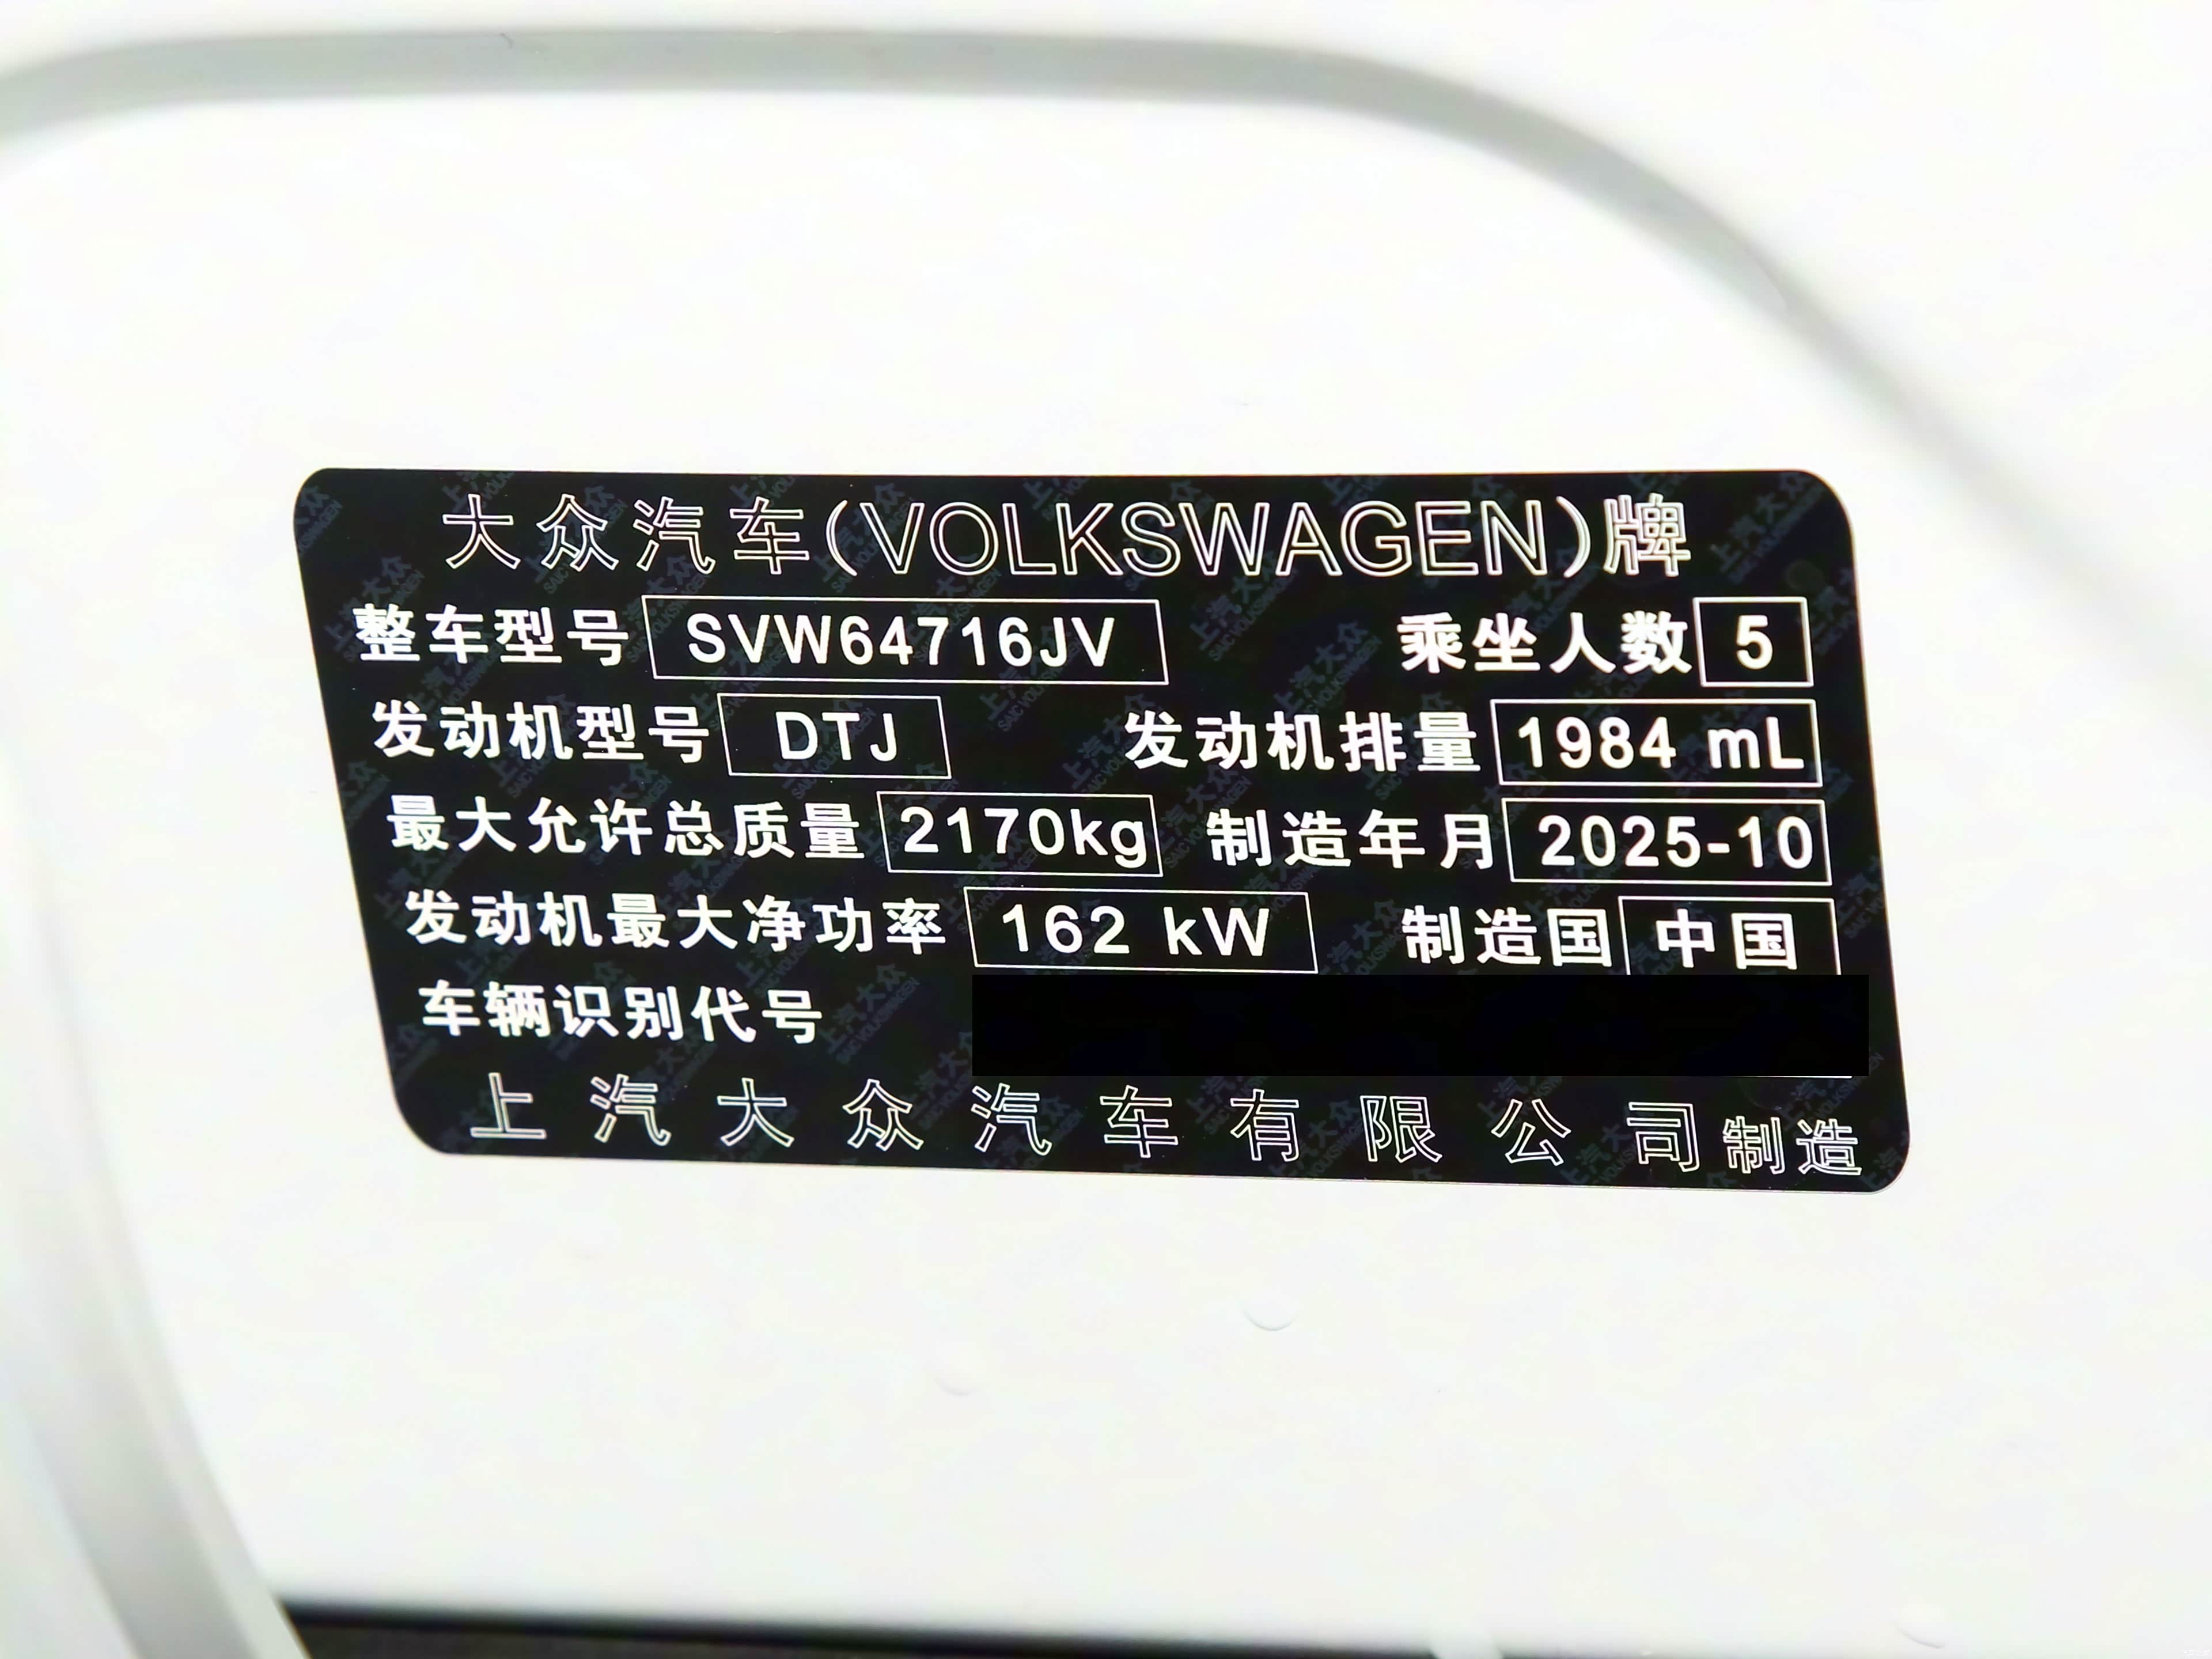 大众汽车(VOLKSWAGEN)牌
整车型号 SVW64716JV 乘坐人数 5
发动机型号 DTJ 发动机排量 1984 mL
最大允许总质量 2170kg 制造年月 2025-10
发动机最大净功率 162 kW 制造国 中国
车辆识别代号
上汽大众汽车有限公司制造